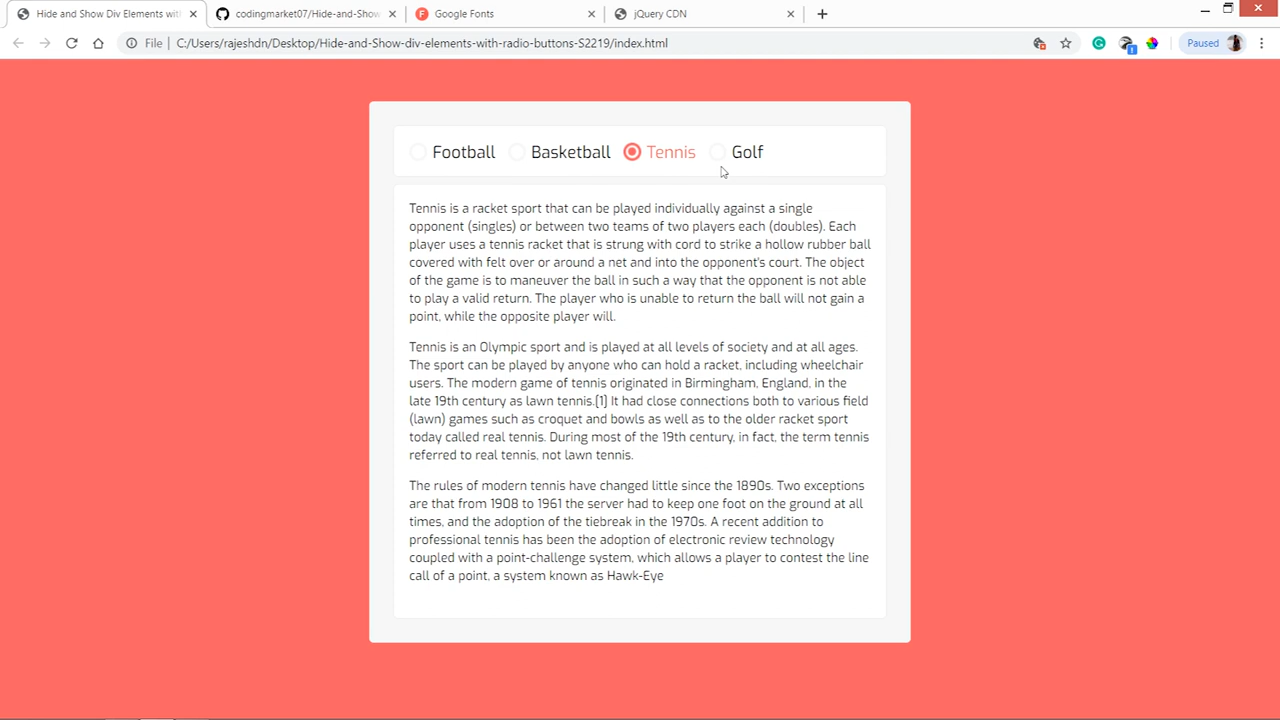 Hide and Show Div Elements with
codingmarket07/Hide-and-Show
Google Fonts
jQuery CDN
File
C:/Users/rajeshdn/Desktop/Hide-and-Show-div-elements-with-radio-buttons-S2219/index.html
Paused
Football Basketball Tennis Golf
Tennis is a racket sport that can be played individually against a single
opponent (singles) or between two teams of two players each (doubles). Each
player uses a tennis racket that is strung with cord to strike a hollow rubber ball
covered with felt over or around a net and into the opponent's court. The object
of the game is to maneuver the ball in such a way that the opponent is not able
to play a valid return. The player who is unable to return the ball will not gain a
point, while the opposite player will.
Tennis is an Olympic sport and is played at all levels of society and at all ages.
The sport can be played by anyone who can hold a racket, including wheelchair
users. The modern game of tennis originated in Birmingham, England, in the
late 19th century as lawn tennis.[1] It had close connections both to various field
(lawn) games such as croquet and bowls as well as to the older racket sport
today called real tennis. During most of the 19th century, in fact, the term tennis
referred to real tennis, not lawn tennis.
The rules of modern tennis have changed little since the 1890s. Two exceptions
are that from 1908 to 1961 the server had to keep one foot on the ground at all
times, and the adoption of the tiebreak in the 1970s. A recent addition to
professional tennis has been the adoption of electronic review technology
coupled with a point-challenge system, which allows a player to contest the line
call of a point, a system known as Hawk-Eye